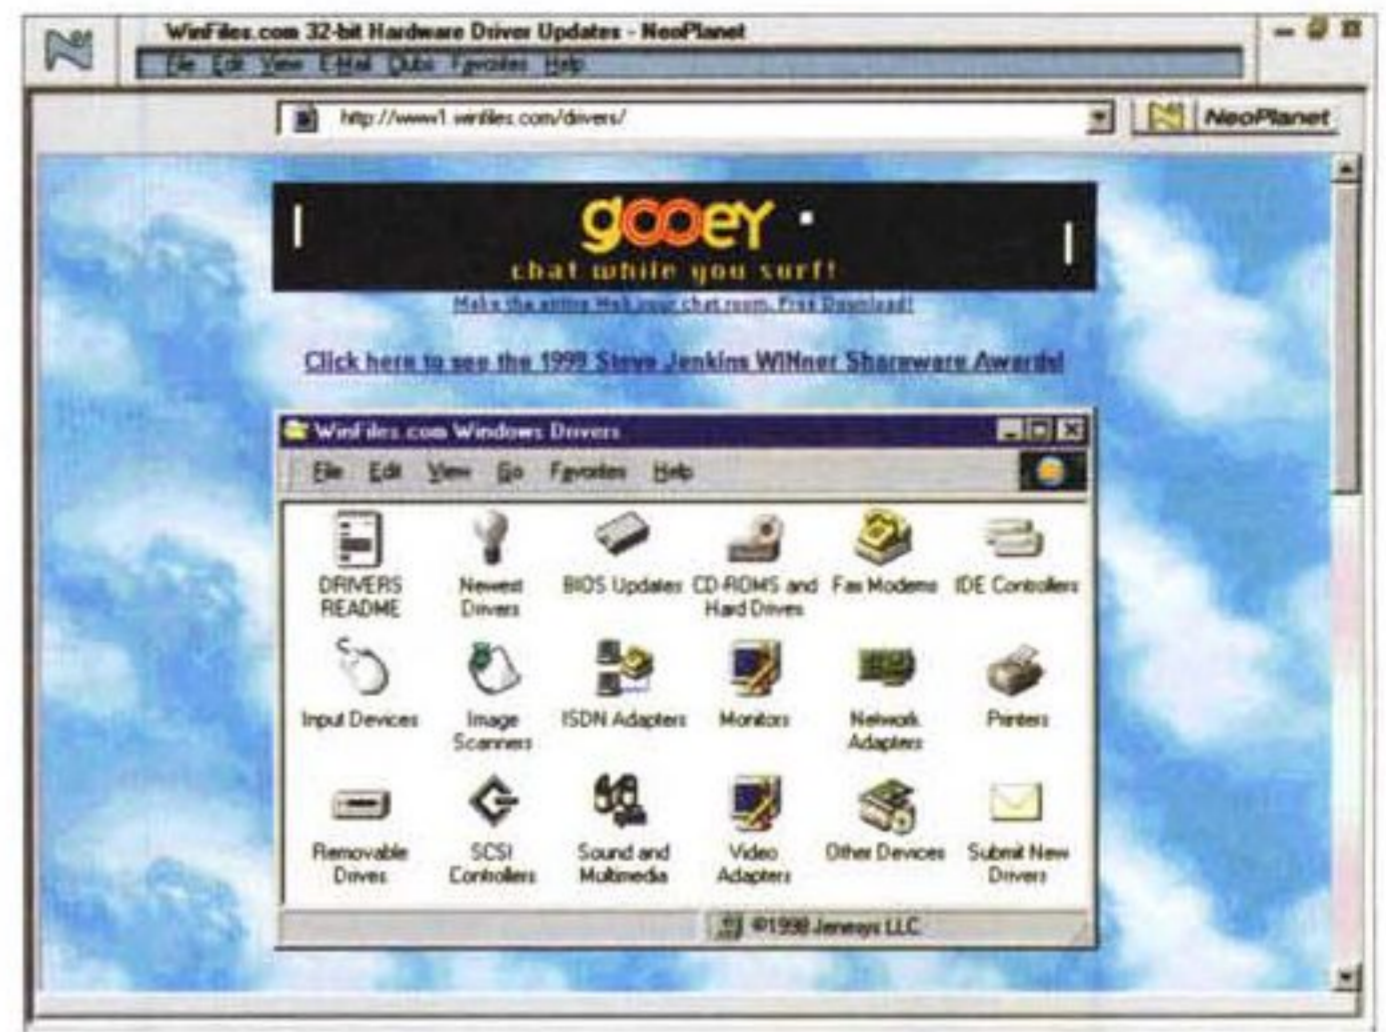 WinFiles.com 32-bit Hardware Driver Updates - NeoPlanet
File Edit View E-Mail Clubs Favorites Help
http://www1.winfiles.com/drivers/
NeoPlanet
gooey
chat while you surf!
Make the entire Web your chat room. Free Download!
Click here to see the 1999 Steve Jenkins WINner Shareware Awards!
WinFiles.com Windows Drivers
File Edit View Go Favorites Help
DRIVERS README
Newest Drivers
BIOS Updates
CD-ROMS and Hard Drives
Fax Modems
IDE Controllers
Input Devices
Image Scanners
ISDN Adapters
Monitors
Network Adapters
Printers
Removable Drives
SCSI Controllers
Sound and Multimedia
Video Adapters
Other Devices
Submit New Drivers
©1998 Jenesys LLC